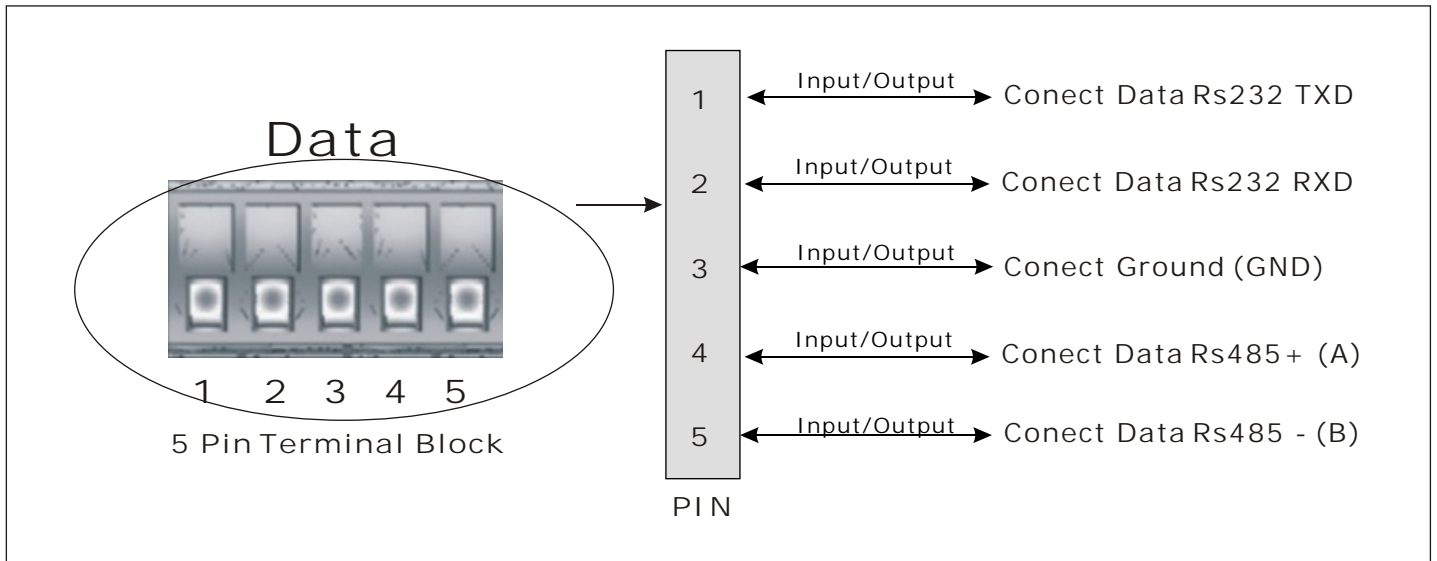 Data
1 2 3 4 5
5 Pin Terminal Block
1 Input/Output Conect Data Rs232 TXD
2 Input/Output Conect Data Rs232 RXD
3 Input/Output Conect Ground (GND)
4 Input/Output Conect Data Rs485+ (A)
5 Input/Output Conect Data Rs485 - (B)
PIN